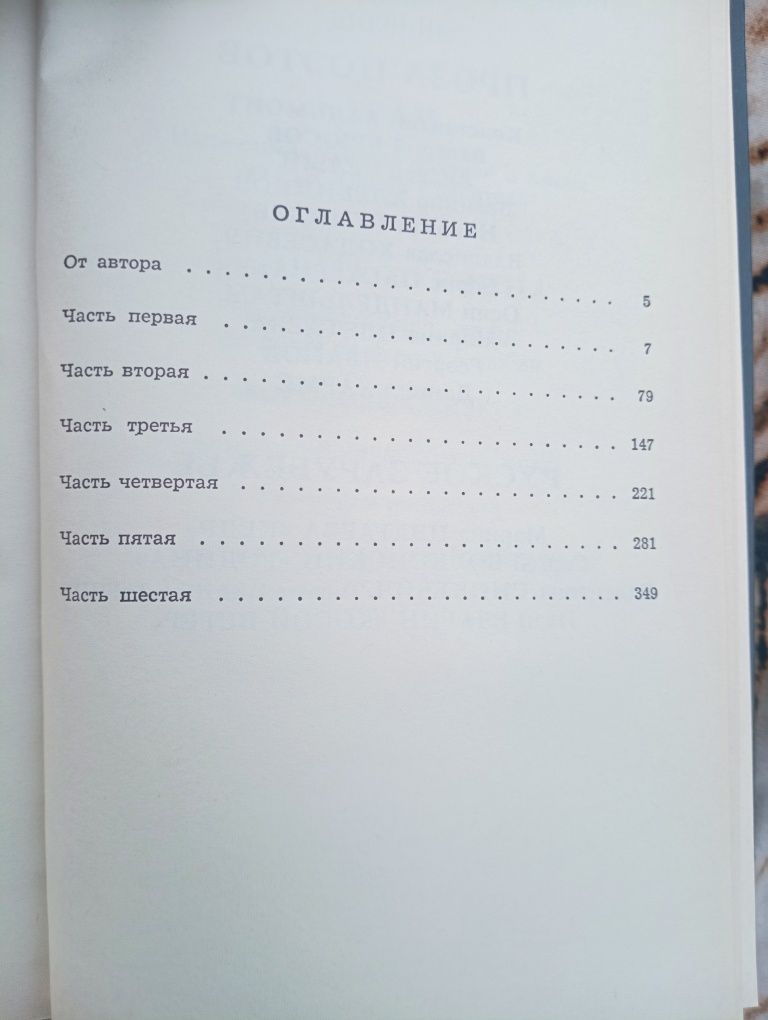 ОГЛАВЛЕНИЕ
От автора . . . . . . . . . . . . . . . . . . . . . . 5
Часть первая . . . . . . . . . . . . . . . . . . . . 7
Часть вторая . . . . . . . . . . . . . . . . . . . . . 79
Часть третья . . . . . . . . . . . . . . . . . . . . 147
Часть четвертая . . . . . . . . . . . . . . . . . . . 221
Часть пятая . . . . . . . . . . . . . . . . . . . . . 281
Часть шестая . . . . . . . . . . . . . . . . . . . . 349